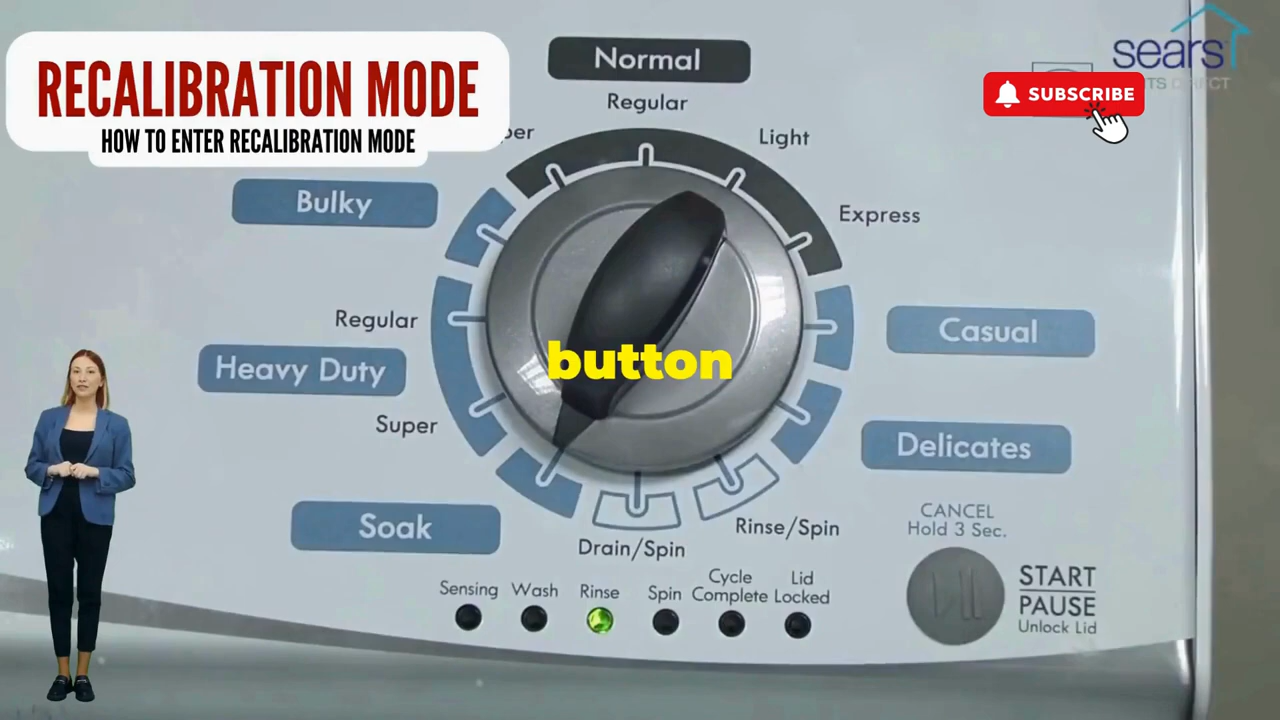 RECALIBRATION MODE
HOW TO ENTER RECALIBRATION MODE
sears
SUBSCRIBE
Normal
Regular
Light
Express
Bulky
Casual
Regular
Heavy Duty
button
Super
Delicates
Soak
Rinse/Spin
Drain/Spin
CANCEL
Hold 3 Sec.
Sensing
Wash
Rinse
Spin
Cycle
Complete
Lid
Locked
START
PAUSE
Unlock Lid